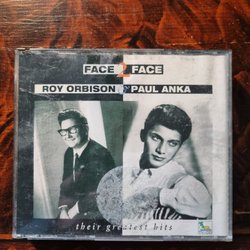 FACE 2 FACE
ROY ORBISON & PAUL ANKA
their greatest hits